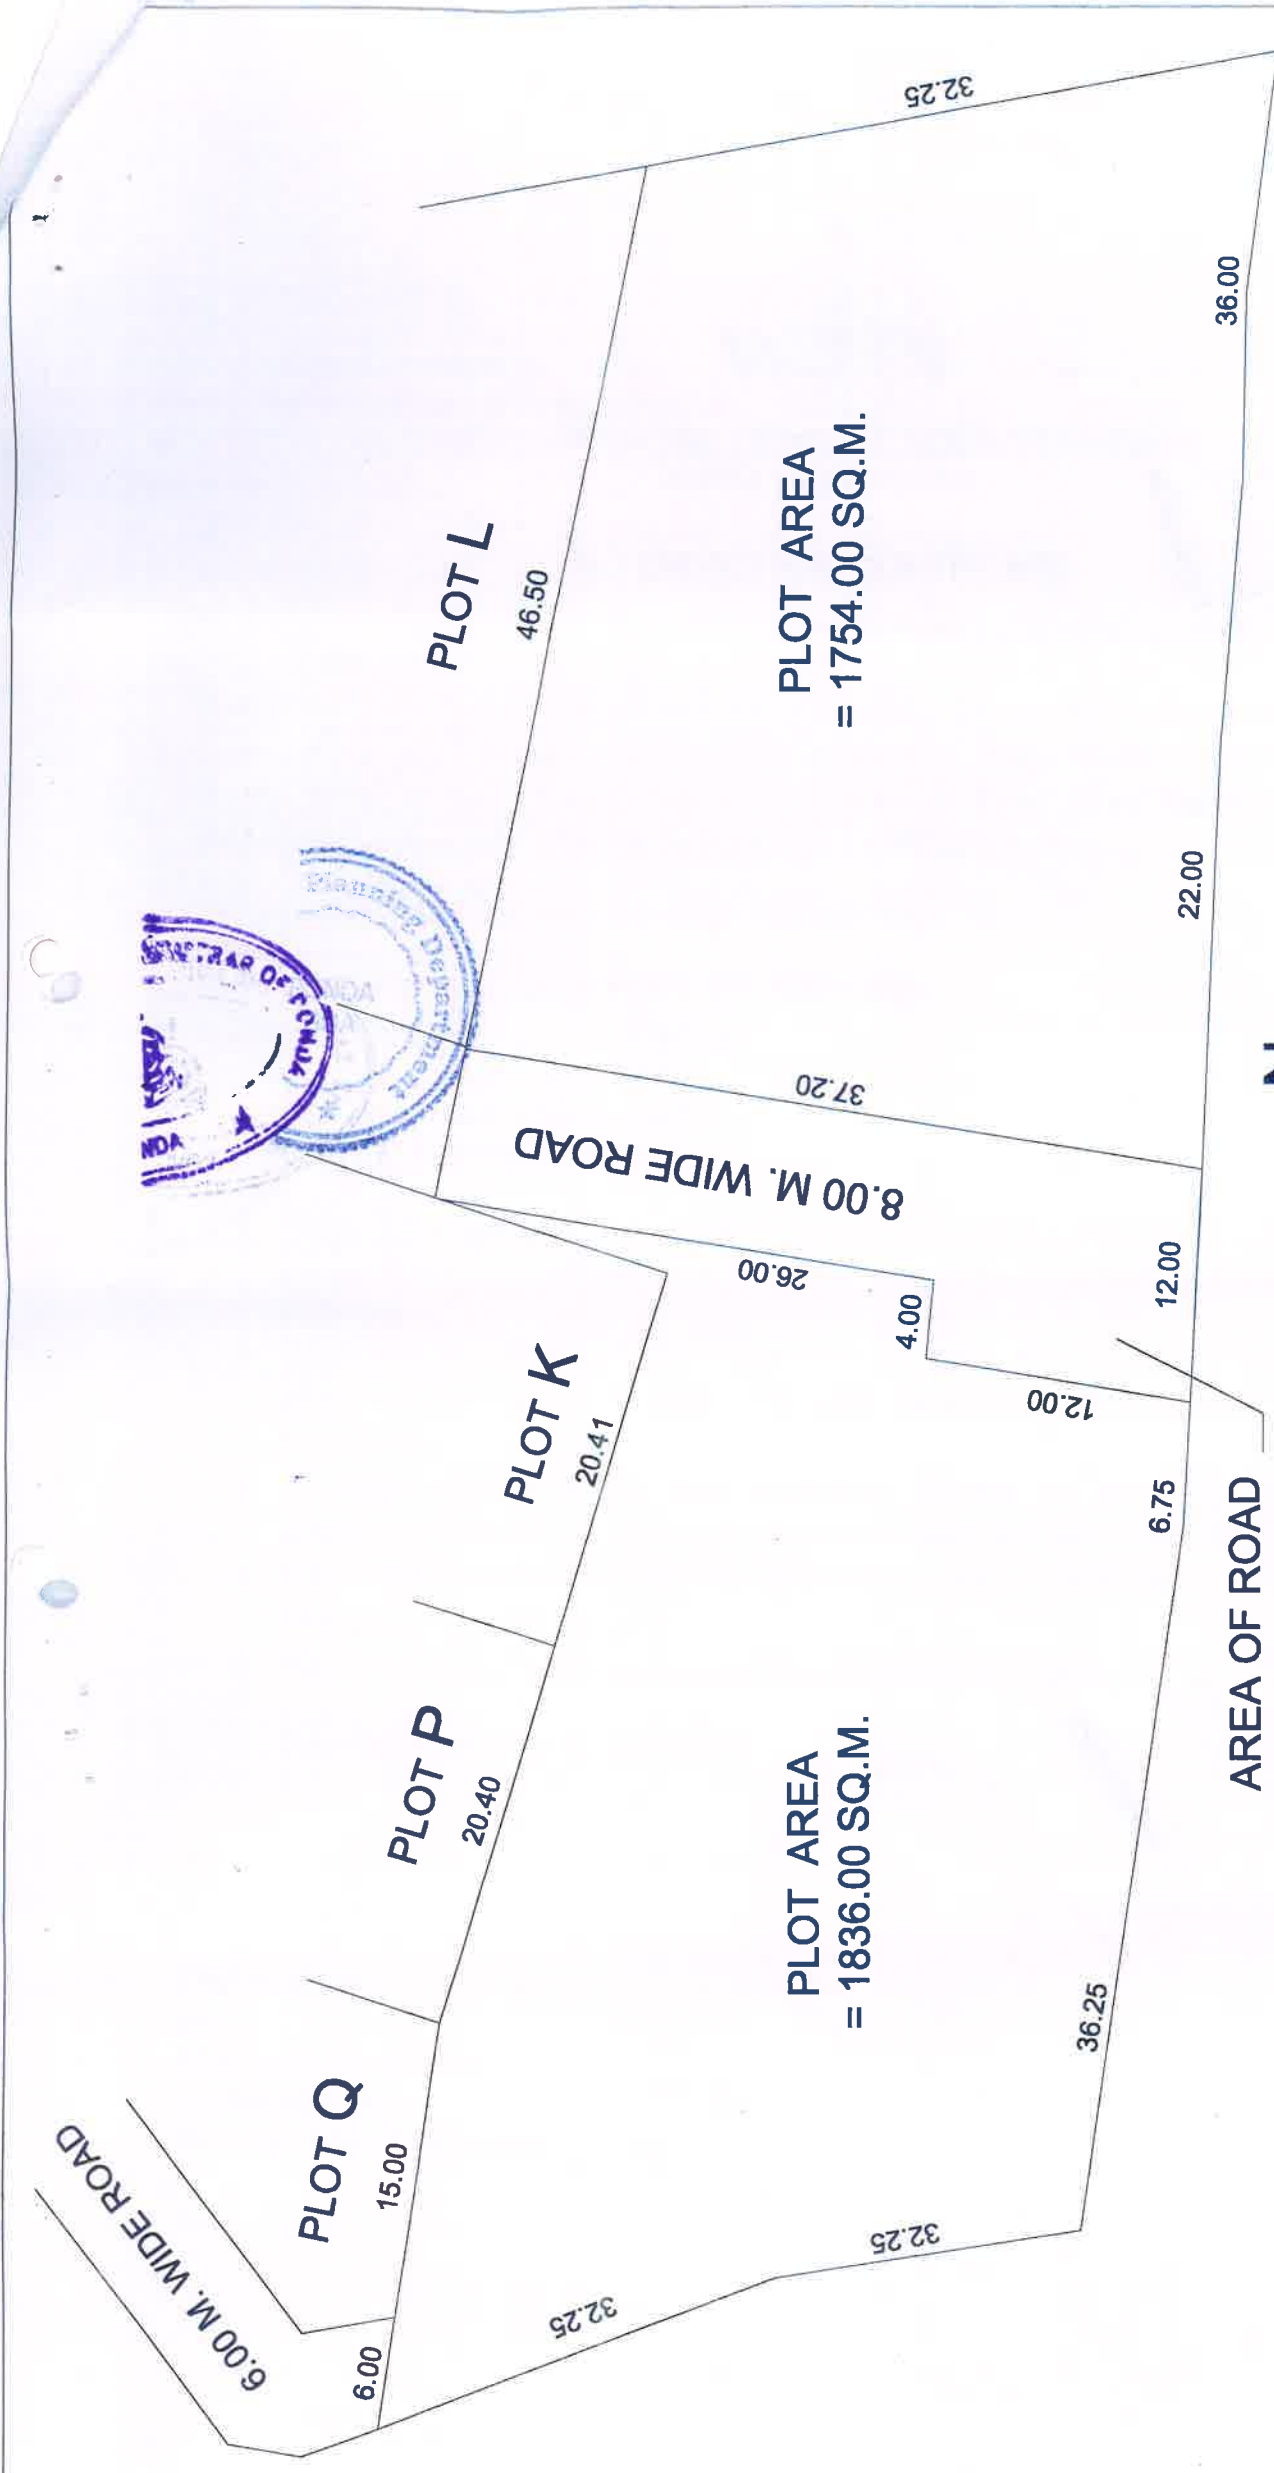 6.00 M. WIDE ROAD
6.00
PLOT Q
15.00
PLOT P
20.40
PLOT K
20.41
PLOT L
46.50
32.25
32.25
32.25
8.00 M. WIDE ROAD
37.20
26.00
4.00
12.00
PLOT AREA
= 1836.00 SQ.M.
PLOT AREA
= 1754.00 SQ.M.
36.25
6.75
12.00
22.00
36.00
AREA OF ROAD
N
Planning Department
OF PONDA
NDA